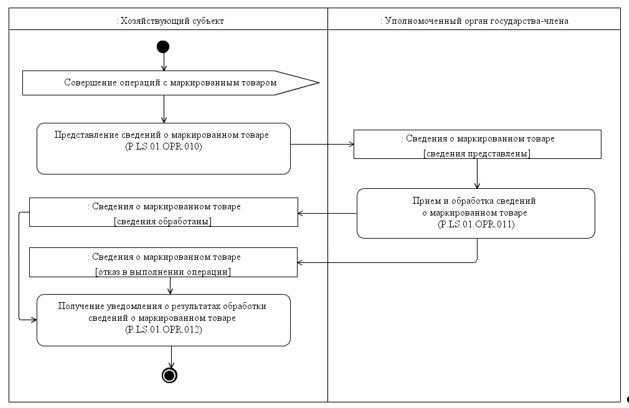 : Хозяйствующий субъект
: Уполномоченный орган государства-члена
Совершение операций с маркированным товаром
Представление сведений о маркированном товаре
(P.LS.01.OPR.010)
: Сведения о маркированном товаре
[сведения представлены]
Прием и обработка сведений
о маркированном товаре
(P.LS.01.OPR.011)
: Сведения о маркированном товаре
[сведения обработаны]
: Сведения о маркированном товаре
[отказ в выполнении операции]
Получение уведомления о результатах обработки
сведений о маркированном товаре
(P.LS.01.OPR.012)